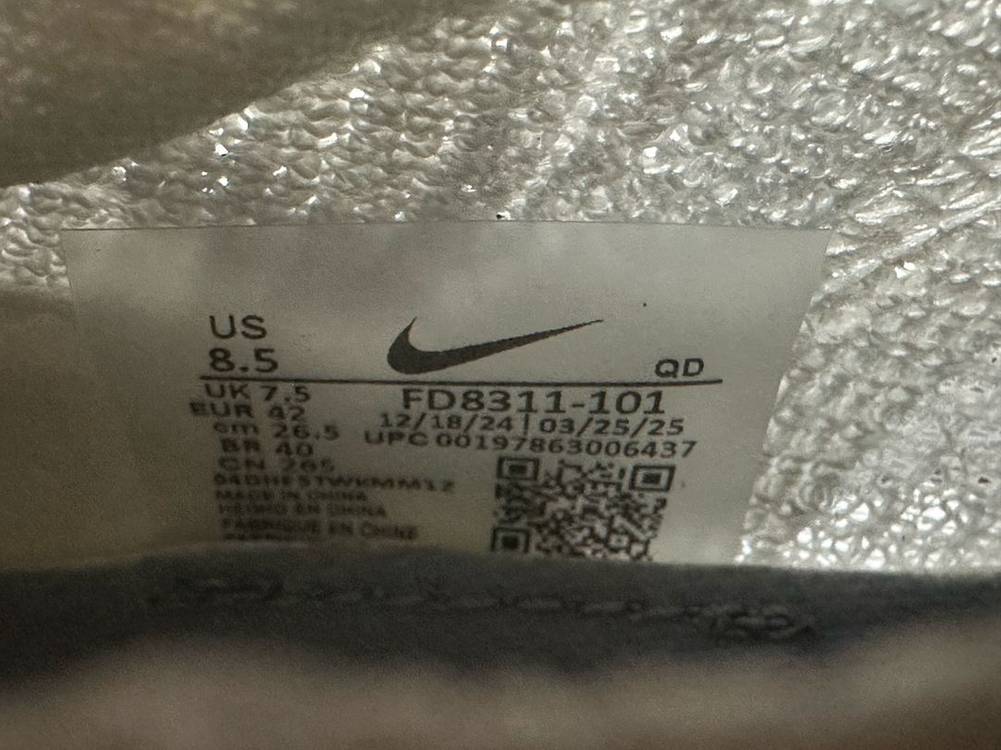 US
8.5
QD
UK 7.5
EUR 42
cm 26.5
BR 40
CN 265
FD8311-101
12/18/24 | 03/25/25
UPC 00197863006437
MADE IN CHINA
HECHO EN CHINA
FABRIQUE EN CHINE